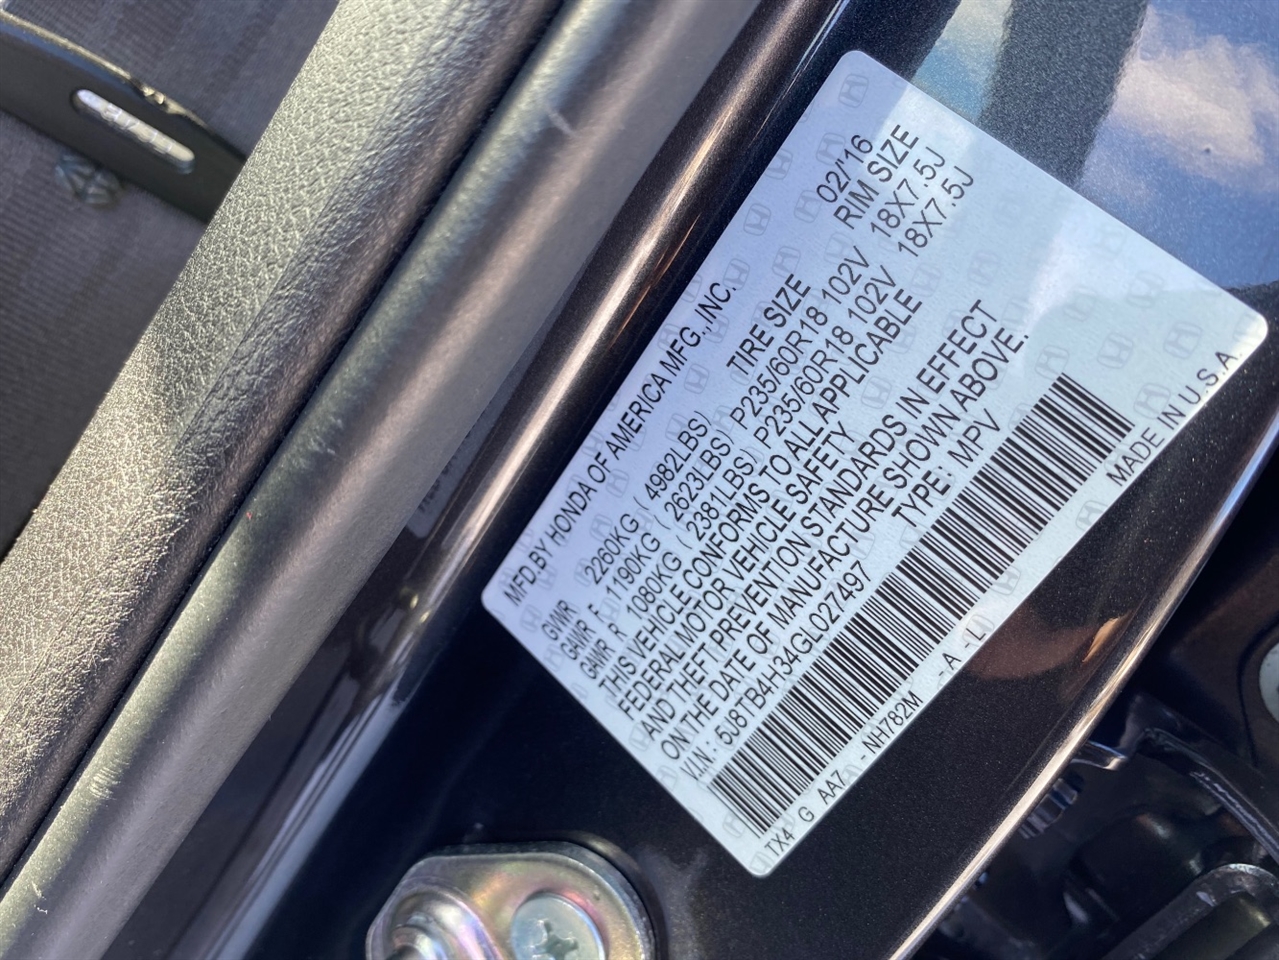 MFD.BY HONDA OF AMERICA MFG.,INC. 02/'16
TIRE SIZE RIM SIZE
GVWR 2260KG ( 4982LBS)
GAWR F 1190KG ( 2623LBS) P235/60R18 102V 18X7.5J
GAWR R 1080KG ( 2381LBS) P235/60R18 102V 18X7.5J
THIS VEHICLE CONFORMS TO ALL APPLICABLE
FEDERAL MOTOR VEHICLE SAFETY
AND THEFT PREVENTION STANDARDS IN EFFECT
ON THE DATE OF MANUFACTURE SHOWN ABOVE.
V.I.N: 5J8TB4H34GL027497 TYPE: MPV
TX4 G AA7 - NH782M - A - L MADE IN U.S.A.